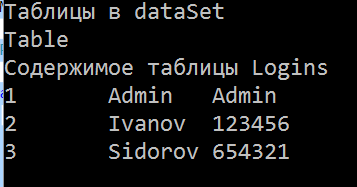 Таблицы в dataSet
Table
Содержимое таблицы Logins
1 Admin Admin
2 Ivanov 123456
3 Sidorov 654321